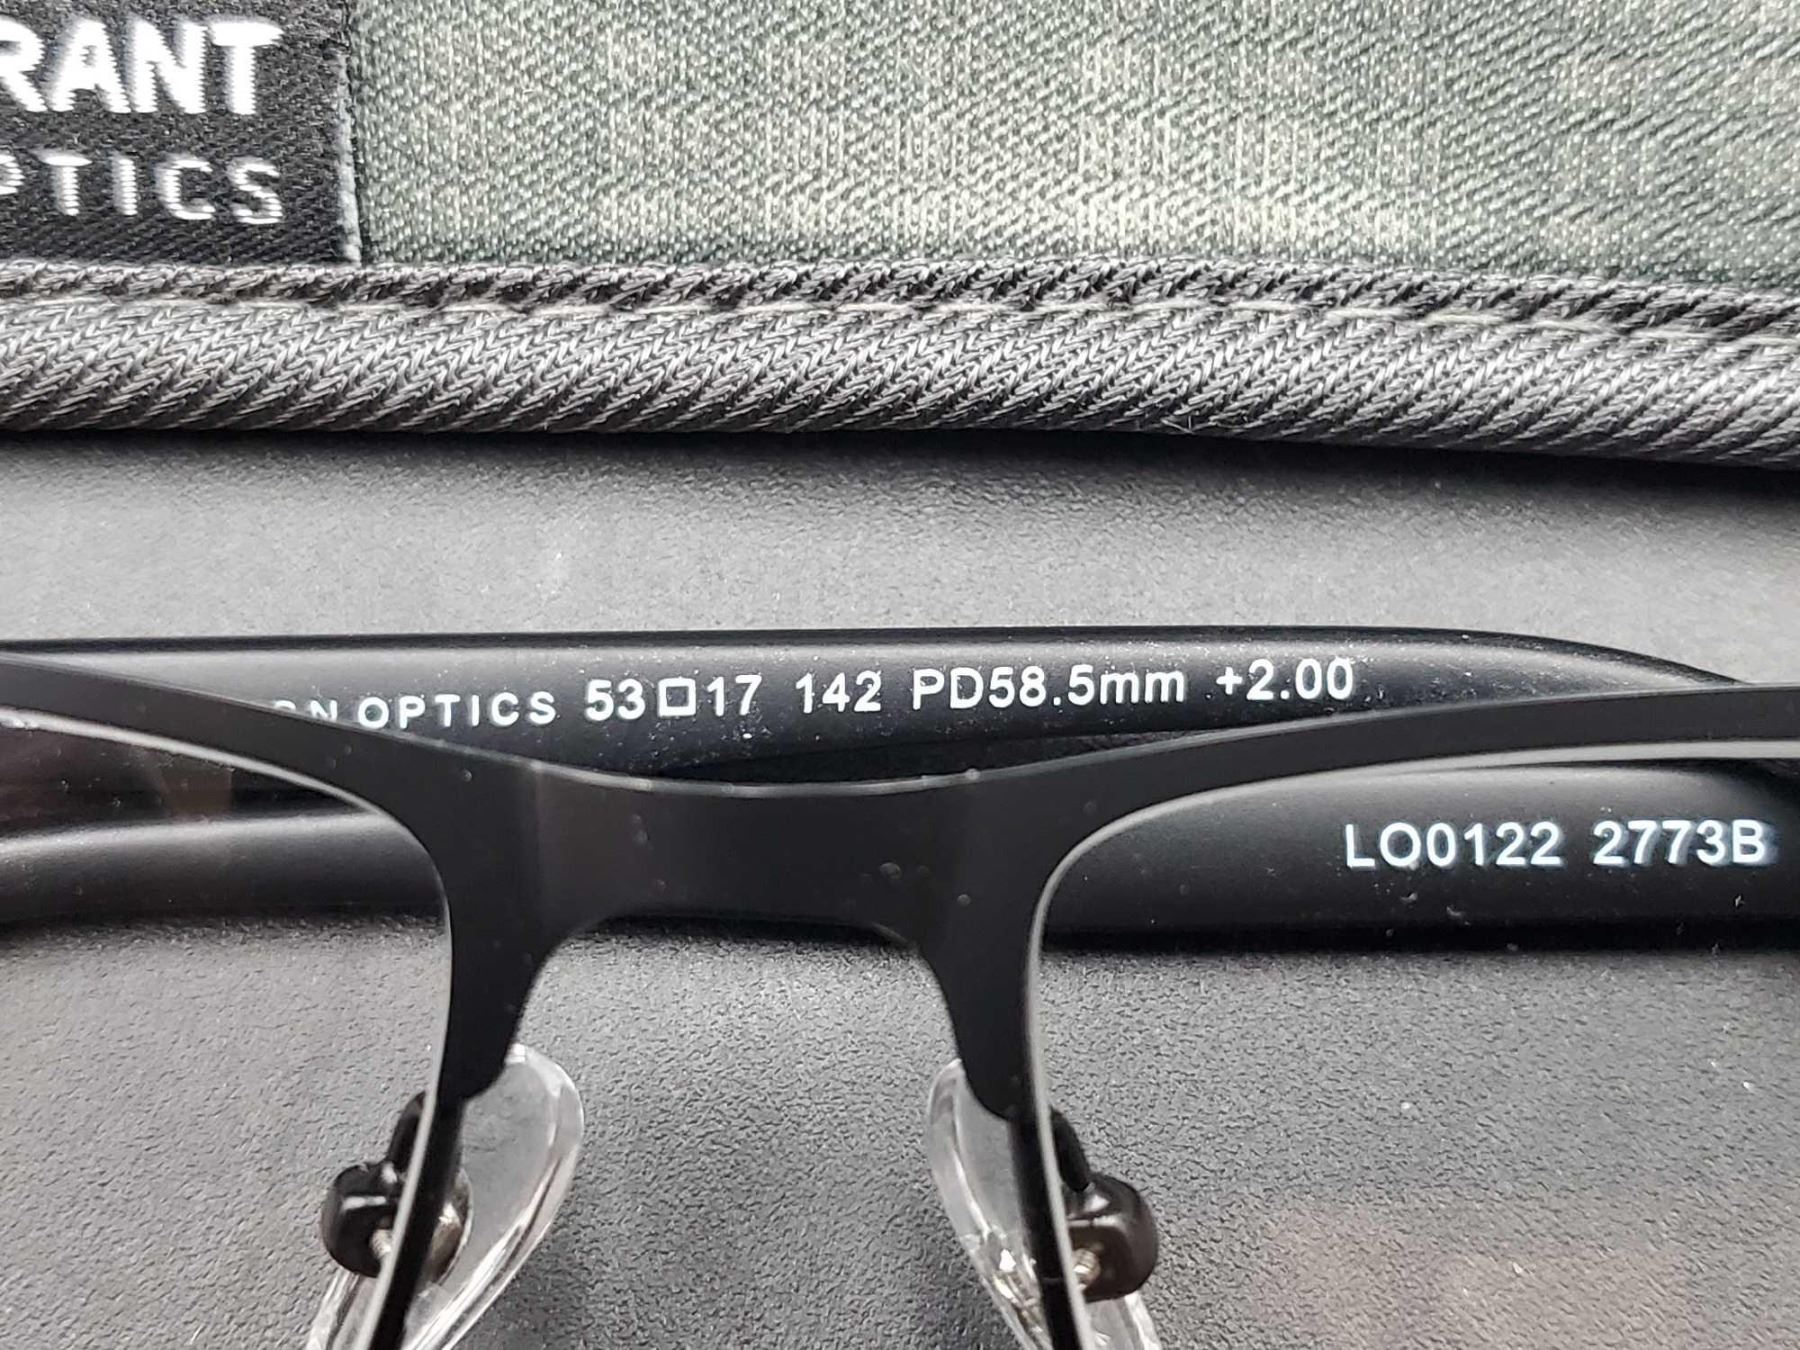 RANT
PTICS
OPTICS 53□17 142 PD58.5mm +2.00
LO0122 2773B